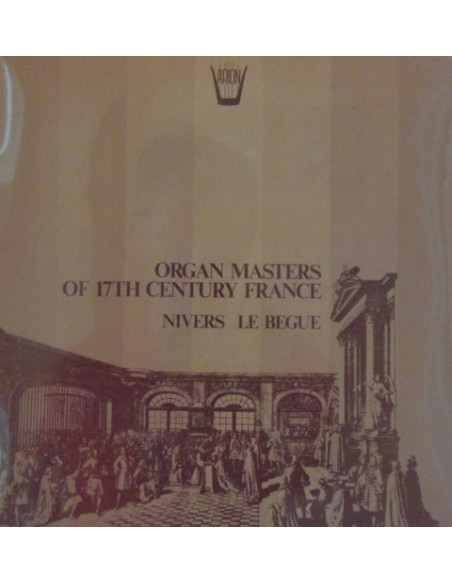 ARION
ORGAN MASTERS
OF 17TH CENTURY FRANCE
NIVERS LE BEGUE